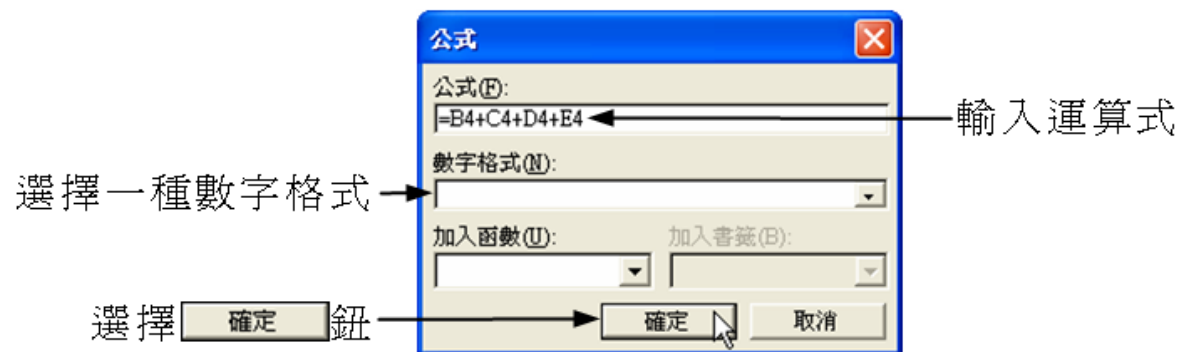 公式
公式(F):
=B4+C4+D4+E4
輸入運算式
數字格式(N):
選擇一種數字格式
加入函數(U):
加入書籤(B):
選擇 確定 鈕
確定
取消